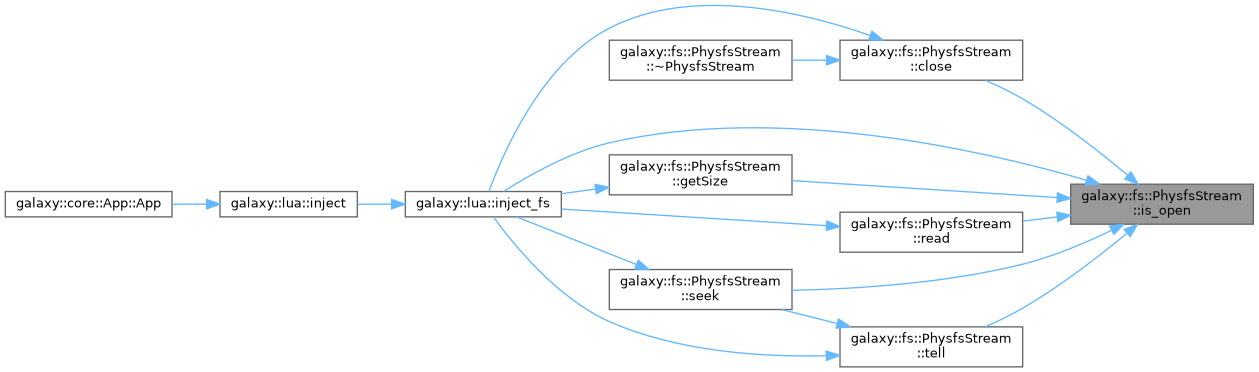 galaxy::core::App::App
galaxy::lua::inject
galaxy::lua::inject_fs
galaxy::fs::PhysfsStream
::~PhysfsStream
galaxy::fs::PhysfsStream
::getSize
galaxy::fs::PhysfsStream
::seek
galaxy::fs::PhysfsStream
::close
galaxy::fs::PhysfsStream
::read
galaxy::fs::PhysfsStream
::tell
galaxy::fs::PhysfsStream
::is_open